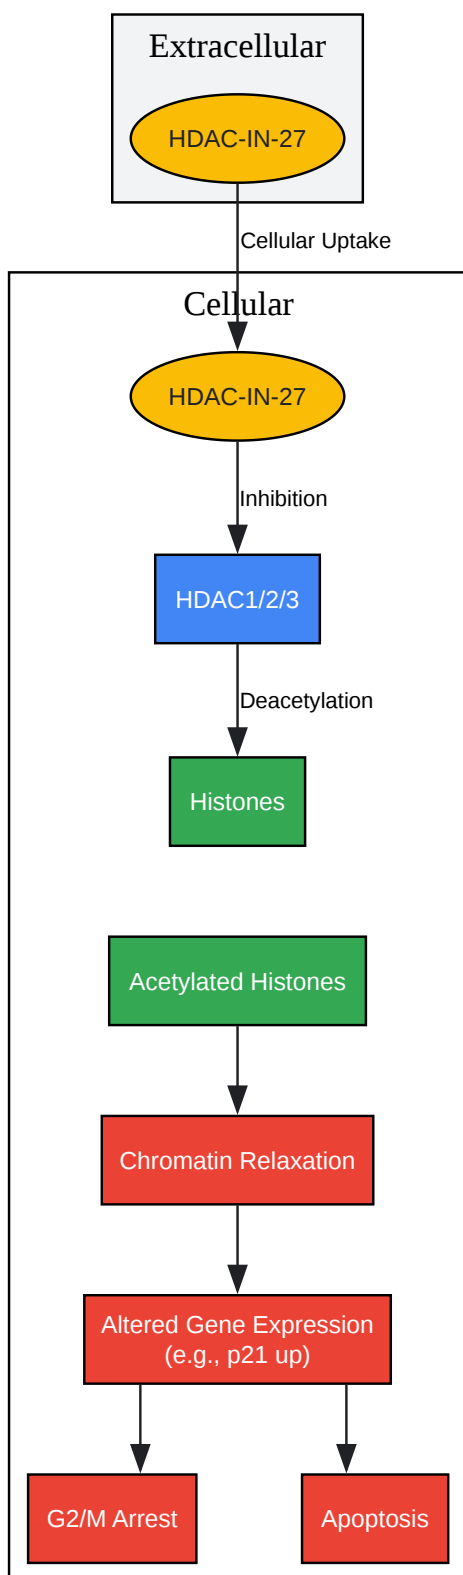 Extracellular
HDAC-IN-27
Cellular Uptake
Cellular
HDAC-IN-27
Inhibition
HDAC1/2/3
Deacetylation
Histones
Acetylated Histones
Chromatin Relaxation
Altered Gene Expression
(e.g., p21 up)
G2/M Arrest
Apoptosis